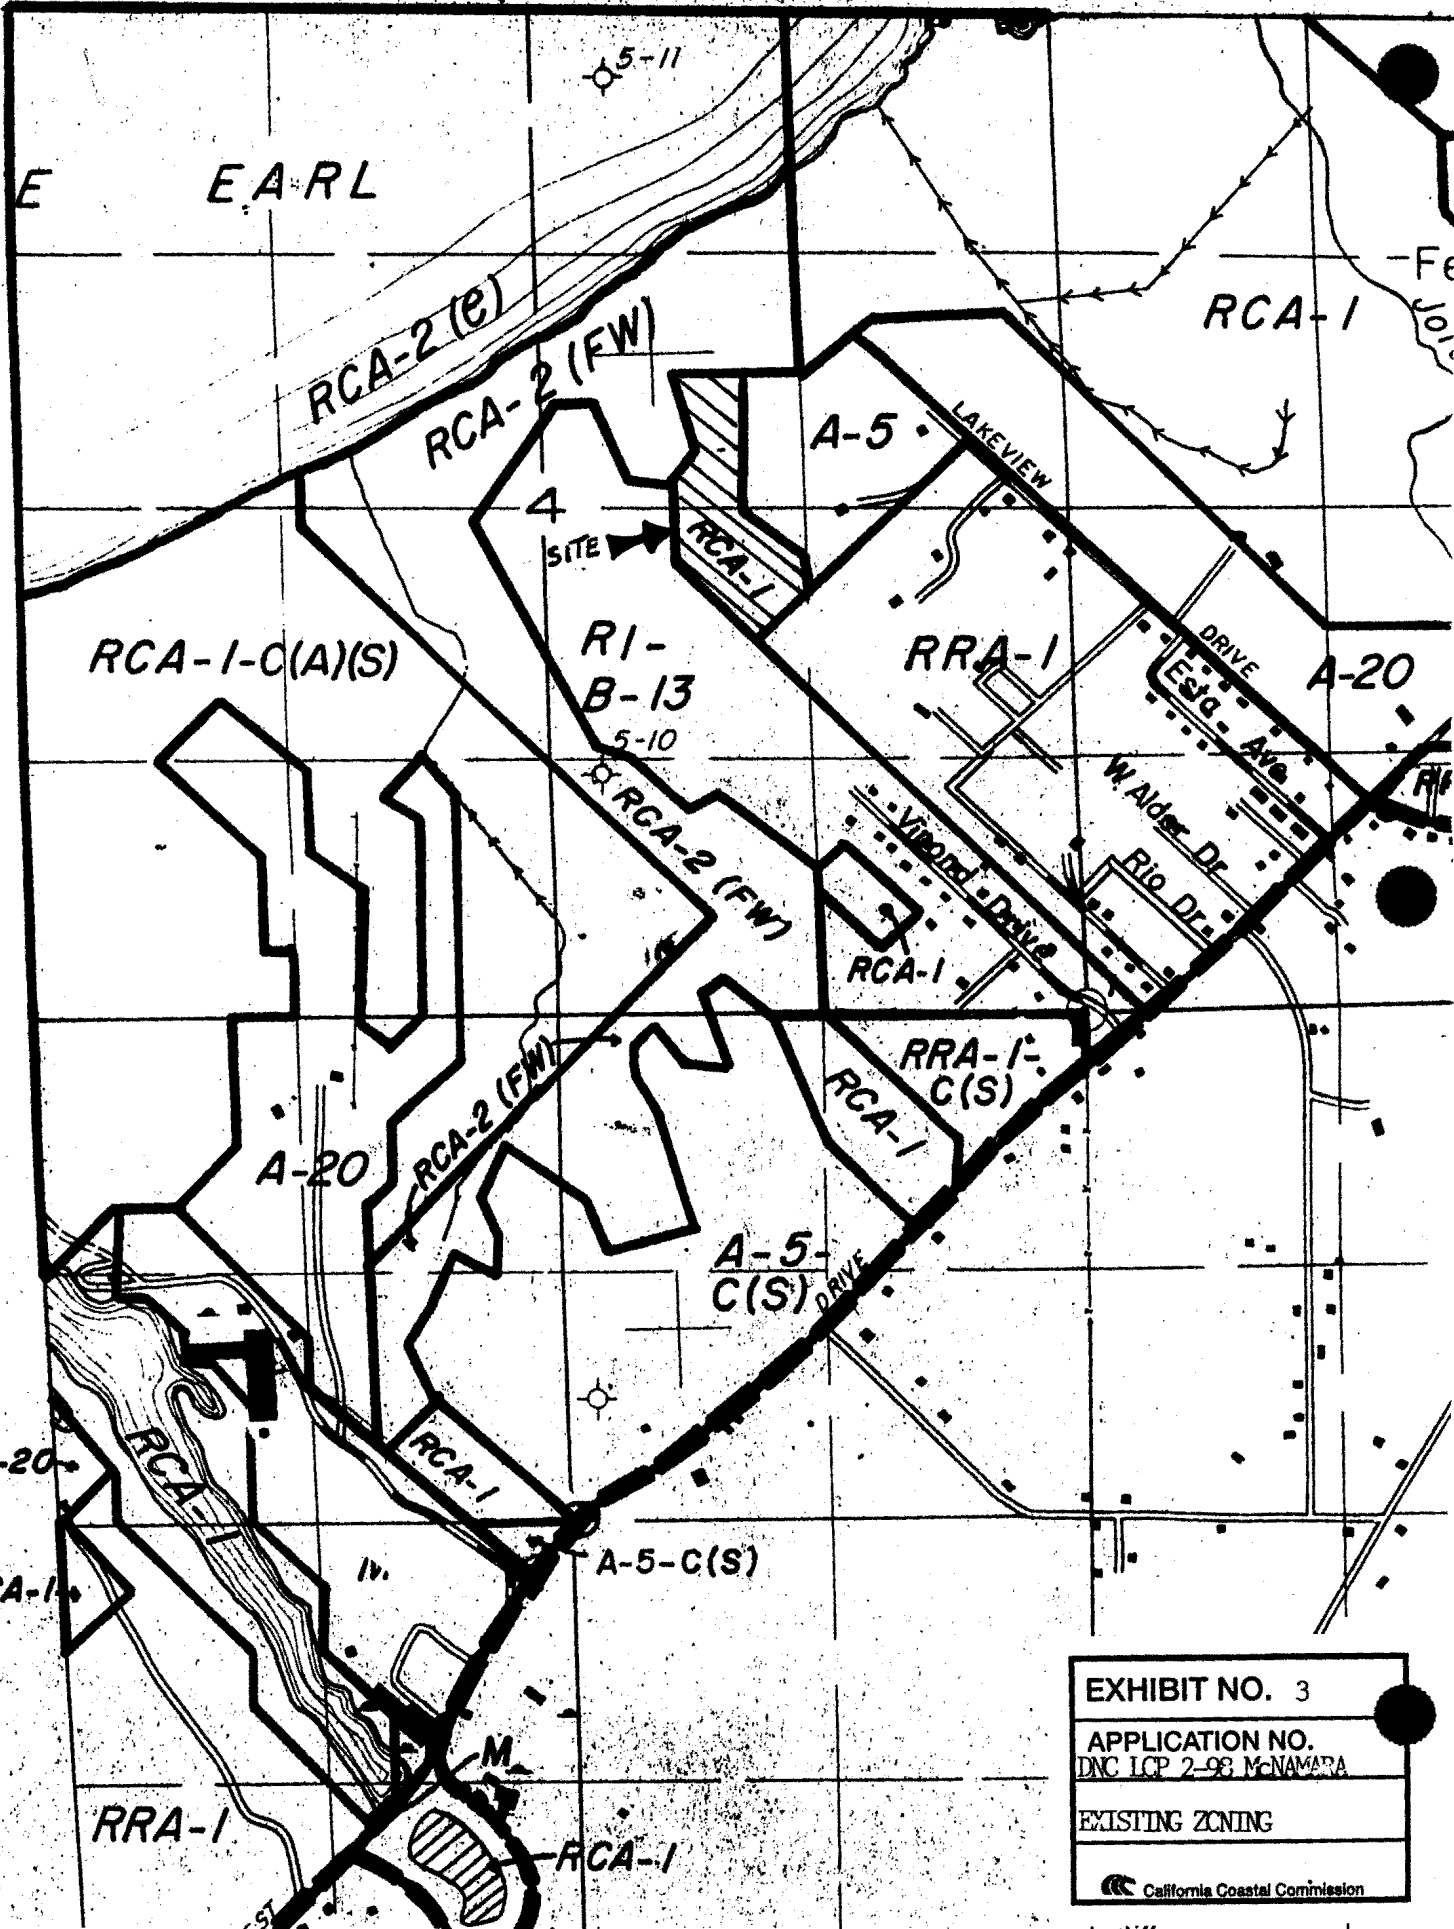 5-11
E EARL
RCA-2 (e)
RCA-2 (FW)
RCA-1
A-5
LAKEVIEW
4
SITE
RCA-1
RCA-1-C(A)(S)
R1-
B-13
RRA-1
DRIVE
A-20
Esta
Ave
5-10
RCA-2 (FW)
W. Alder Dr
Rio Dr.
Vipond Drive
RCA-1
RRA-1-
C(S)
RCA-2 (FW)
RCA-1
A-20
A-5-
C(S)
DRIVE
RCA-1
-20
RCA-1
A-5-C(S)
A-1
M
RRA-1
RCA-1
ST
EXHIBIT NO. 3
APPLICATION NO.
DNC LCP 2-98 McNAMARA
EXISTING ZONING
California Coastal Commission